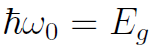 ħω₀ = E_g